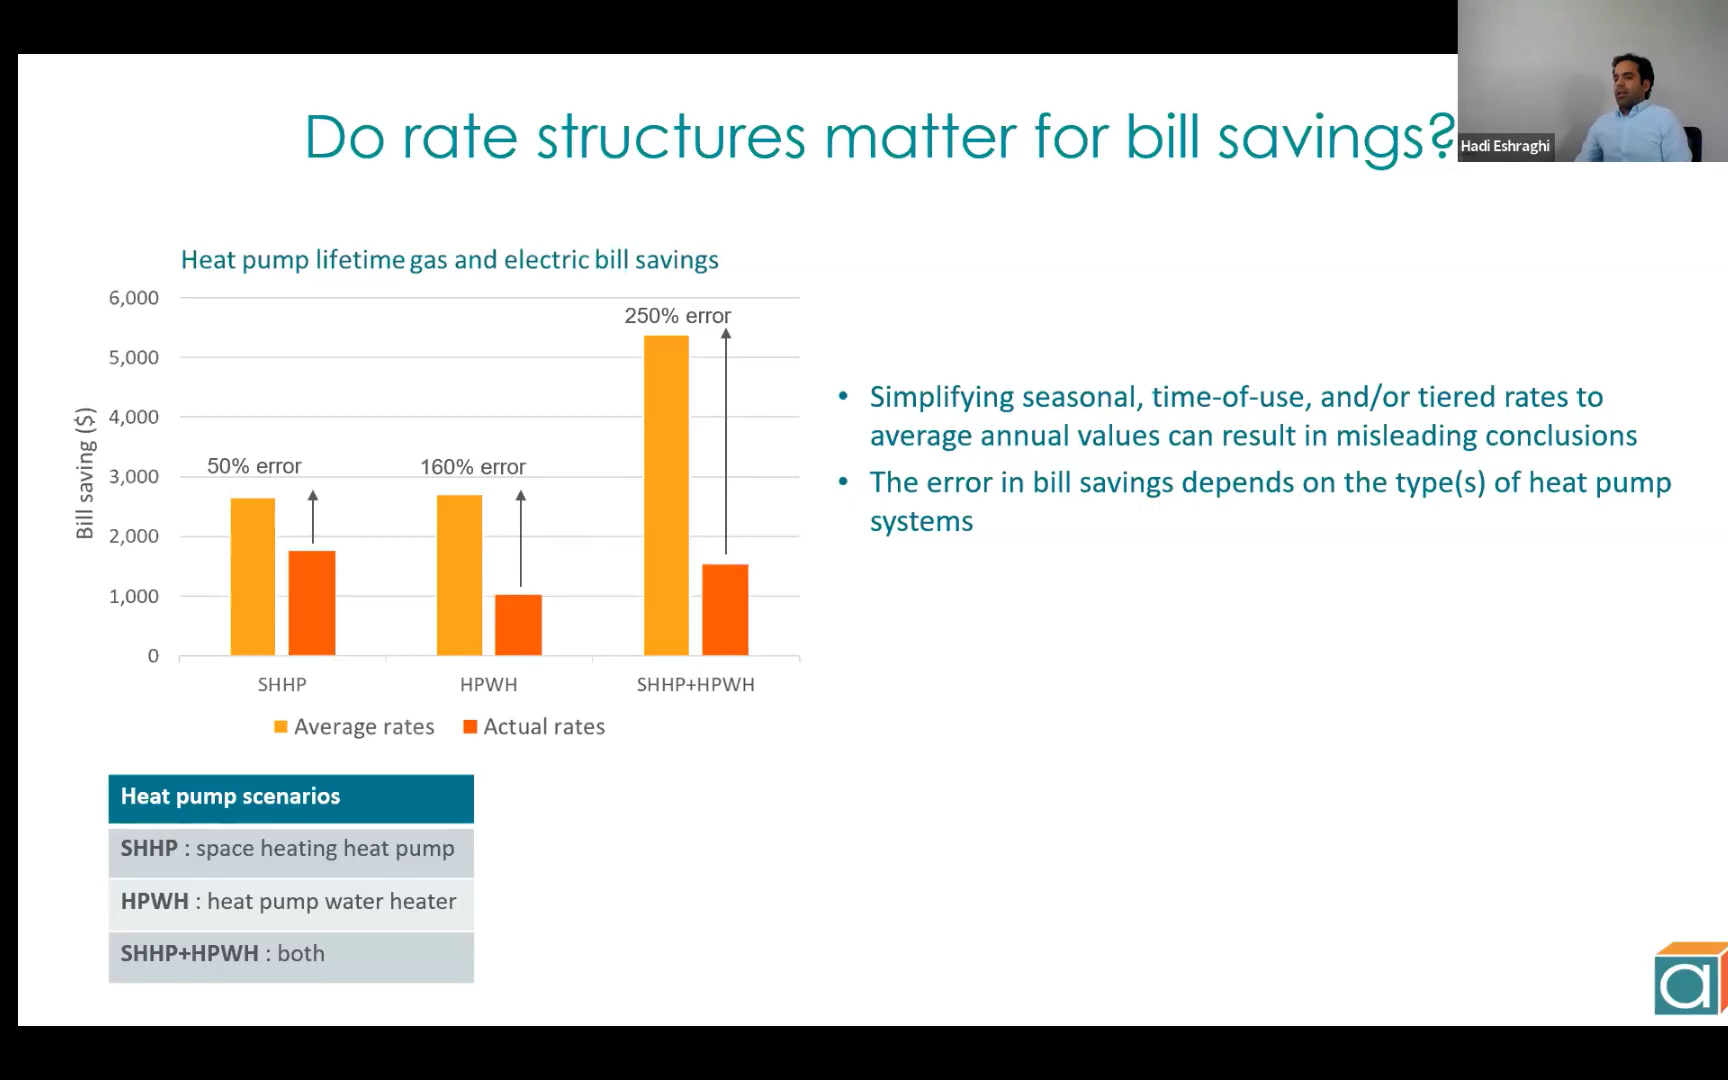 Do rate structures matter for bill savings?
Hadi Eshraghi
Heat pump lifetime gas and electric bill savings
6,000
5,000
4,000
3,000
2,000
1,000
0
Bill saving ($)
50% error
160% error
250% error
SHHP
HPWH
SHHP+HPWH
Average rates
Actual rates
• Simplifying seasonal, time-of-use, and/or tiered rates to
average annual values can result in misleading conclusions
• The error in bill savings depends on the type(s) of heat pump
systems
Heat pump scenarios
SHHP : space heating heat pump
HPWH : heat pump water heater
SHHP+HPWH : both
a